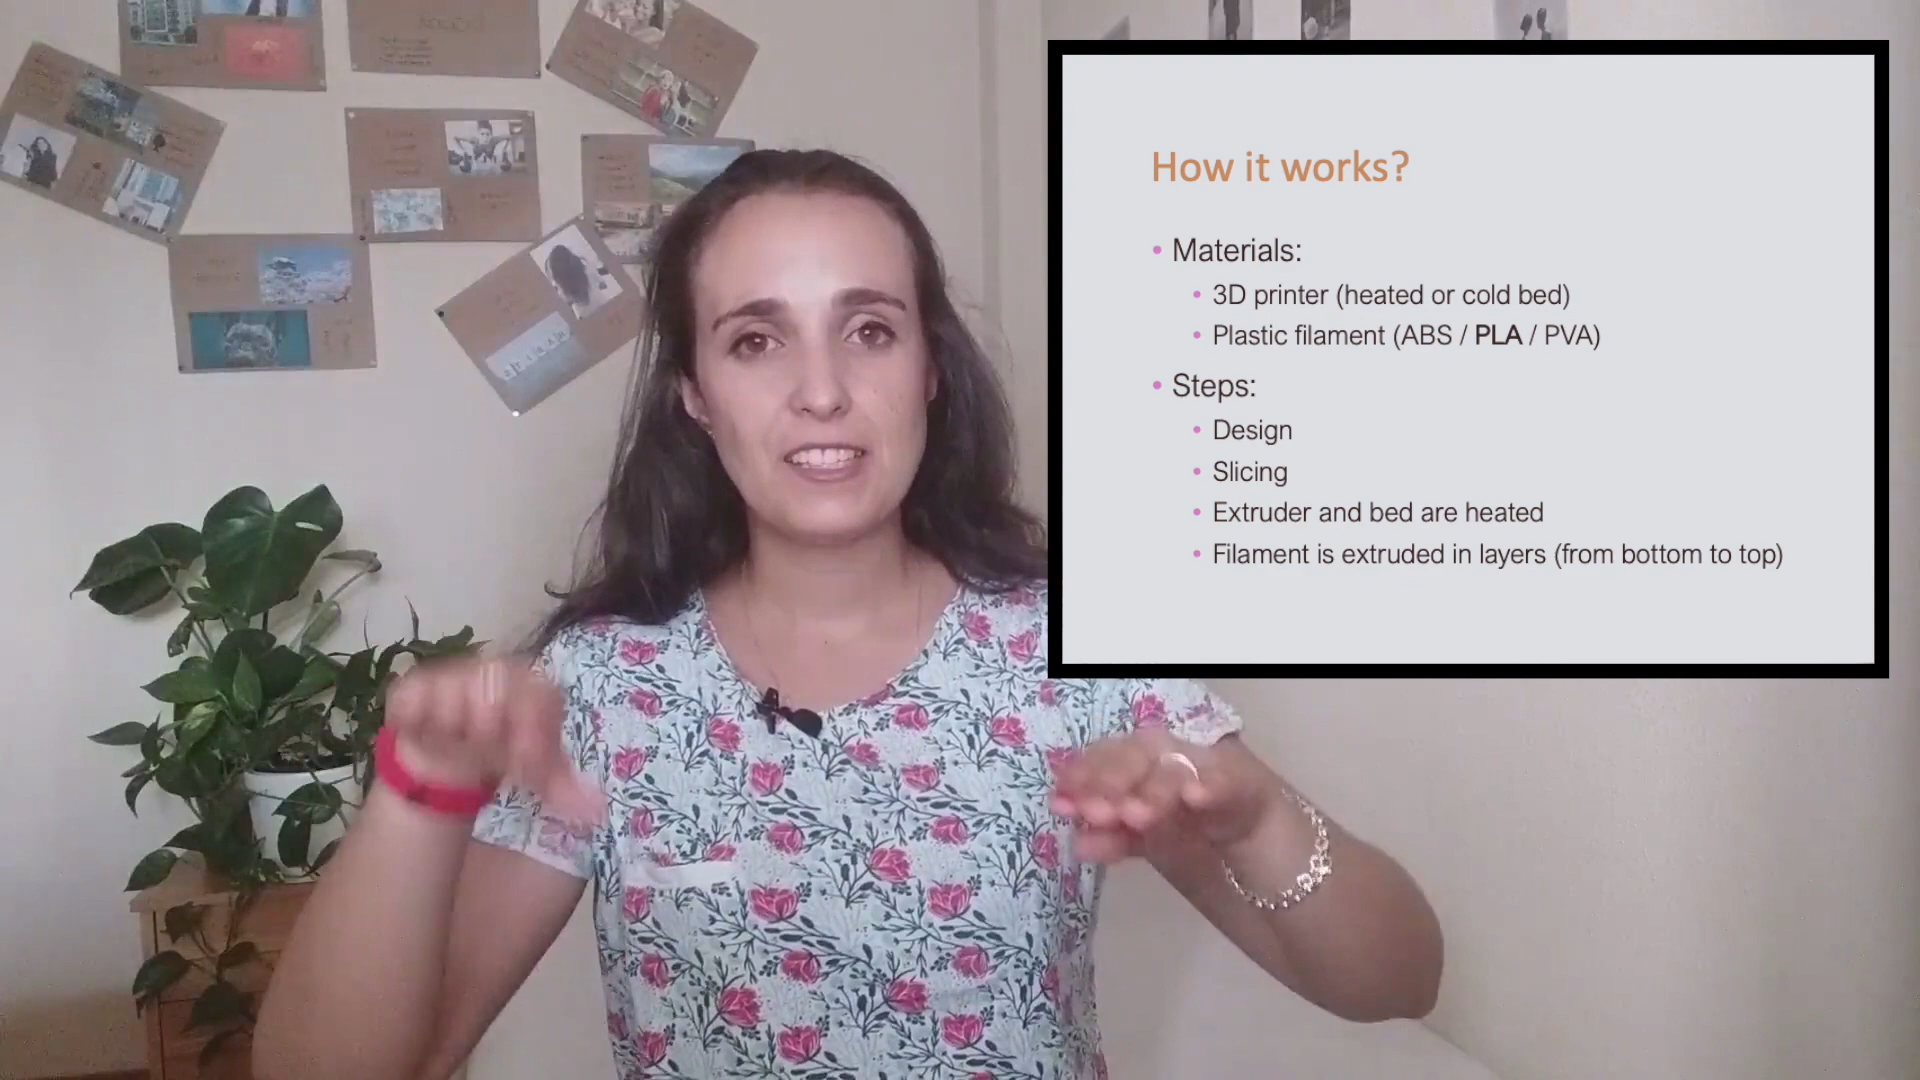 How it works?
• Materials:
• 3D printer (heated or cold bed)
• Plastic filament (ABS / PLA / PVA)
• Steps:
• Design
• Slicing
• Extruder and bed are heated
• Filament is extruded in layers (from bottom to top)